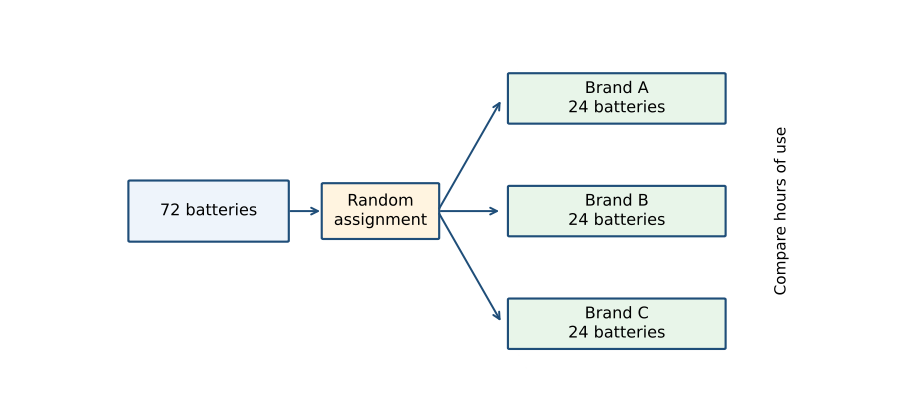 72 batteries
Random
assignment
Brand A
24 batteries
Brand B
24 batteries
Brand C
24 batteries
Compare hours of use